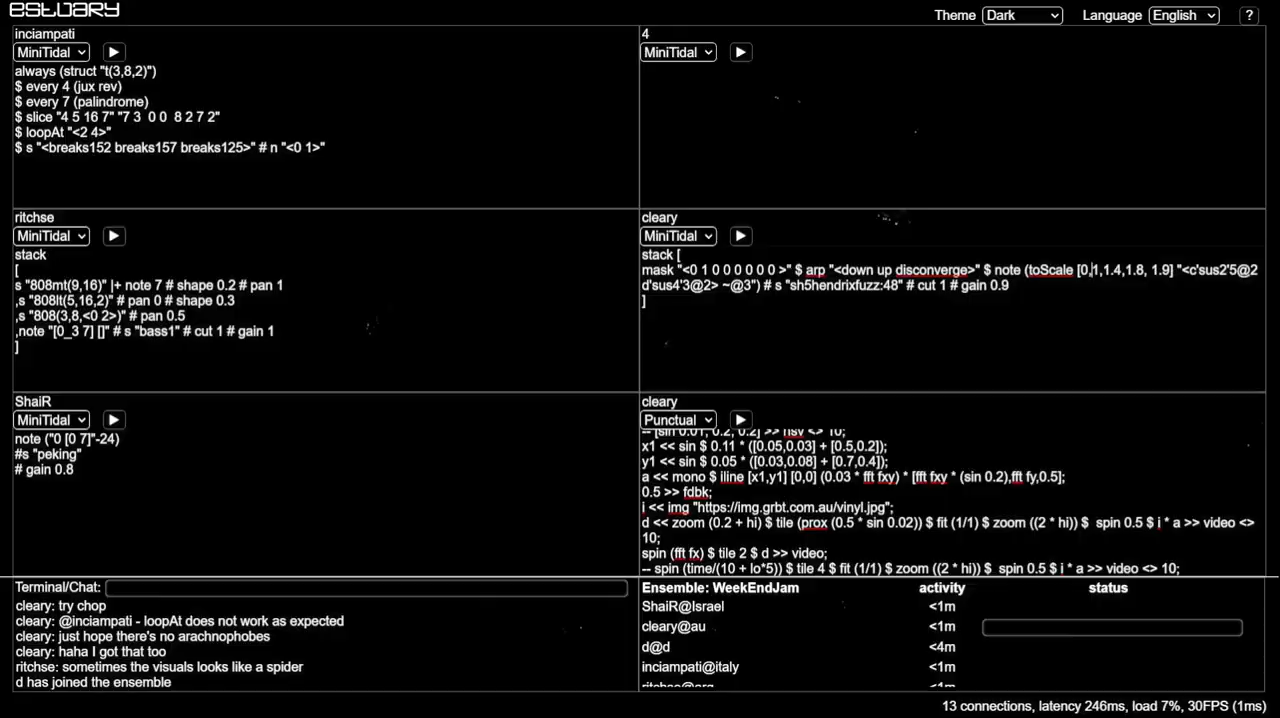 estuary
Theme Dark Language English ?
inciampati
MiniTidal
always (struct "t(3,8,2)")
$ every 4 (jux rev)
$ every 7 (palindrome)
$ slice "4 5 16 7" "7 3  0 0  8 2 7 2"
$ loopAt "<2 4>"
$ s "<breaks152 breaks157 breaks125>" # n "<0 1>"
4
MiniTidal
ritchse
MiniTidal
stack
[
s "808mt(9,16)" |+ note 7 # shape 0.2 # pan 1
,s "808lt(5,16,2)" # pan 0 # shape 0.3
,s "808(3,8,<0 2>)" # pan 0.5
,note "[0_3 7] []" # s "bass1" # cut 1 # gain 1
]
cleary
MiniTidal
stack [
mask "<0 1 0 0 0 0 0 0 >" $ arp "<down up disconverge>" $ note (toScale [0,1,1.4,1.8, 1.9] "<c'sus2'5@2
d'sus4'3@2> ~@3") # s "sh5hendrixfuzz:48" # cut 1 # gain 0.9
]
ShaiR
MiniTidal
note ("0 [0 7]"-24)
#s "peking"
# gain 0.8
cleary
Punctual
-- [sin 0.01, 0.2, 0.2] >> hsv <> 10;
x1 << sin $ 0.11 * ([0.05,0.03] + [0.5,0.2]);
y1 << sin $ 0.05 * ([0.03,0.08] + [0.7,0.4]);
a << mono $ iline [x1,y1] [0,0] (0.03 * fft fxy) * [fft fxy * (sin 0.2),fft fy,0.5];
0.5 >> fdbk;
i << img "https://img.grbt.com.au/vinyl.jpg";
d << zoom (0.2 + hi) $ tile (prox (0.5 * sin 0.02)) $ fit (1/1) $ zoom ((2 * hi)) $  spin 0.5 $ i * a >> video <>
10;
spin (fft fx) $ tile 2 $ d >> video;
-- spin (time/(10 + lo*5)) $ tile 4 $ fit (1/1) $ zoom ((2 * hi)) $  spin 0.5 $ i * a >> video <> 10;
Terminal/Chat:
cleary: try chop
cleary: @inciampati - loopAt does not work as expected
cleary: just hope there's no arachnophobes
cleary: haha I got that too
ritchse: sometimes the visuals looks like a spider
d has joined the ensemble
Ensemble: WeekEndJam activity status
ShaiR@Israel <1m
cleary@au <1m
d@d <4m
inciampati@italy <1m
ritchse@arg <1m
13 connections, latency 246ms, load 7%, 30FPS (1ms)